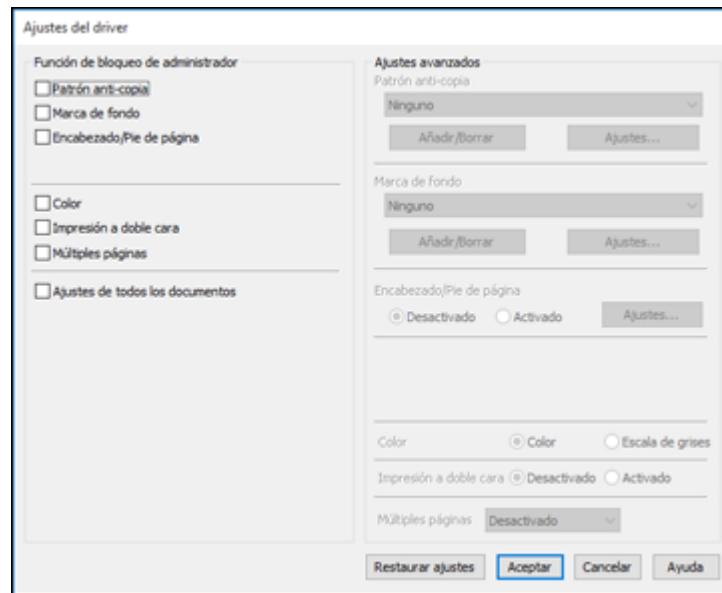 Ajustes del driver
Función de bloqueo de administrador
Patrón anti-copia
Marca de fondo
Encabezado/Pie de página
Color
Impresión a doble cara
Múltiples páginas
Ajustes de todos los documentos
Ajustes avanzados
Patrón anti-copia
Ninguno
Añadir/Borrar Ajustes...
Marca de fondo
Ninguno
Añadir/Borrar Ajustes...
Encabezado/Pie de página
Desactivado Activado Ajustes...
Color Color Escala de grises
Impresión a doble cara Desactivado Activado
Múltiples páginas Desactivado
Restaurar ajustes Aceptar Cancelar Ayuda